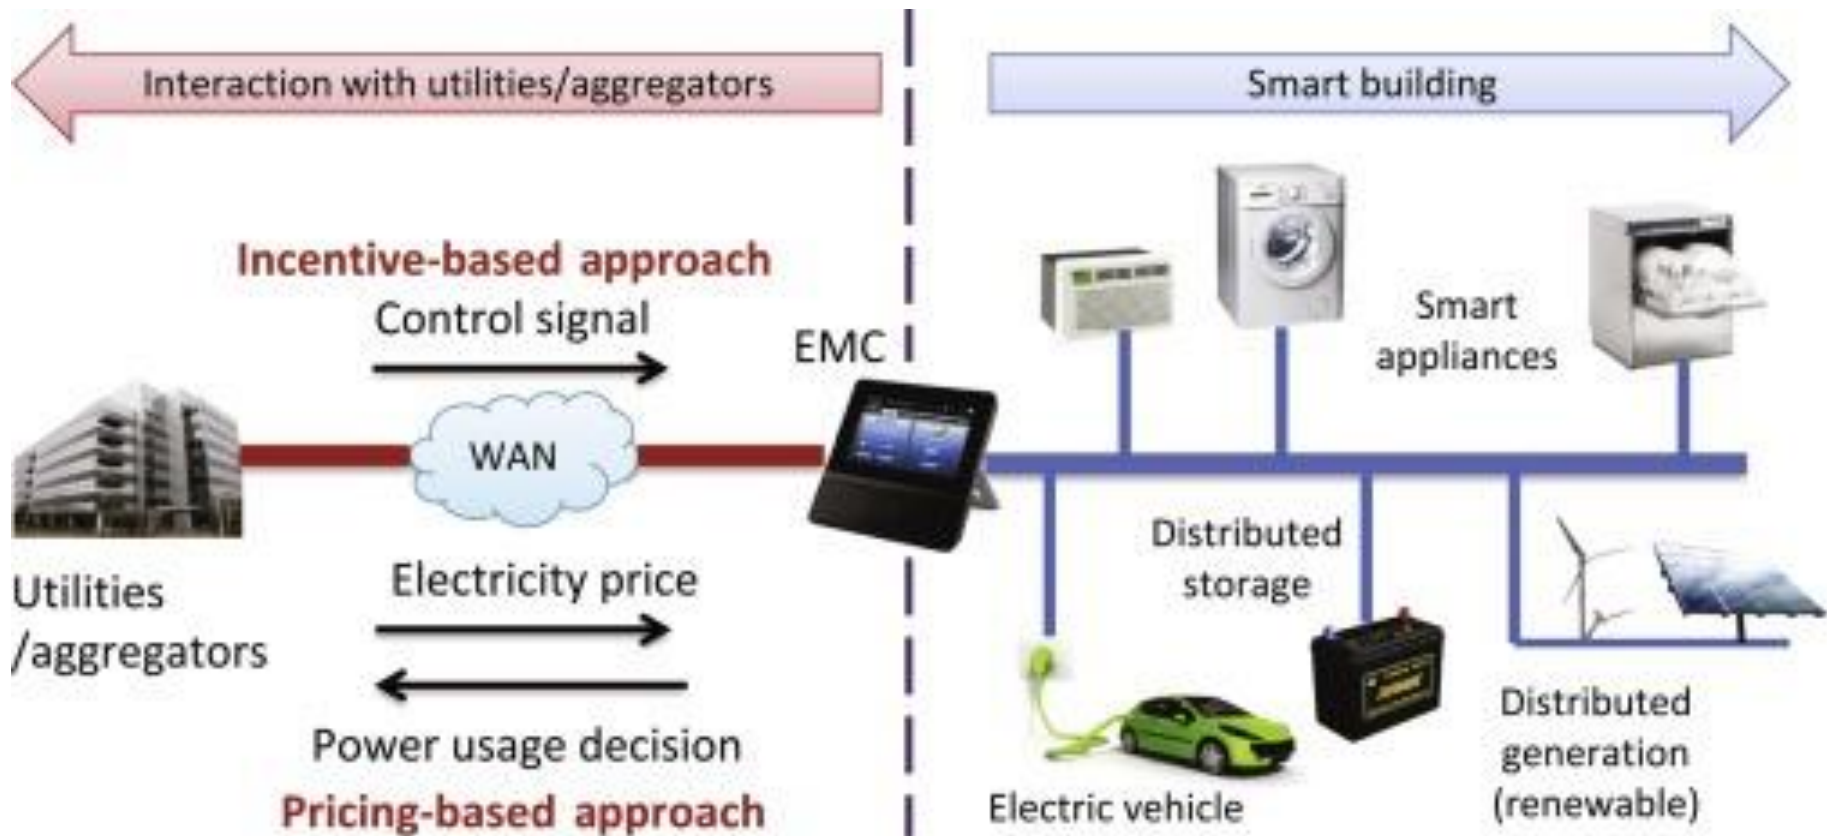 Interaction with utilities/aggregators
Smart building
Incentive-based approach
Control signal
EMC
WAN
Smart
appliances
Utilities
/aggregators
Electricity price
Power usage decision
Pricing-based approach
Distributed
storage
Electric vehicle
Distributed
generation
(renewable)